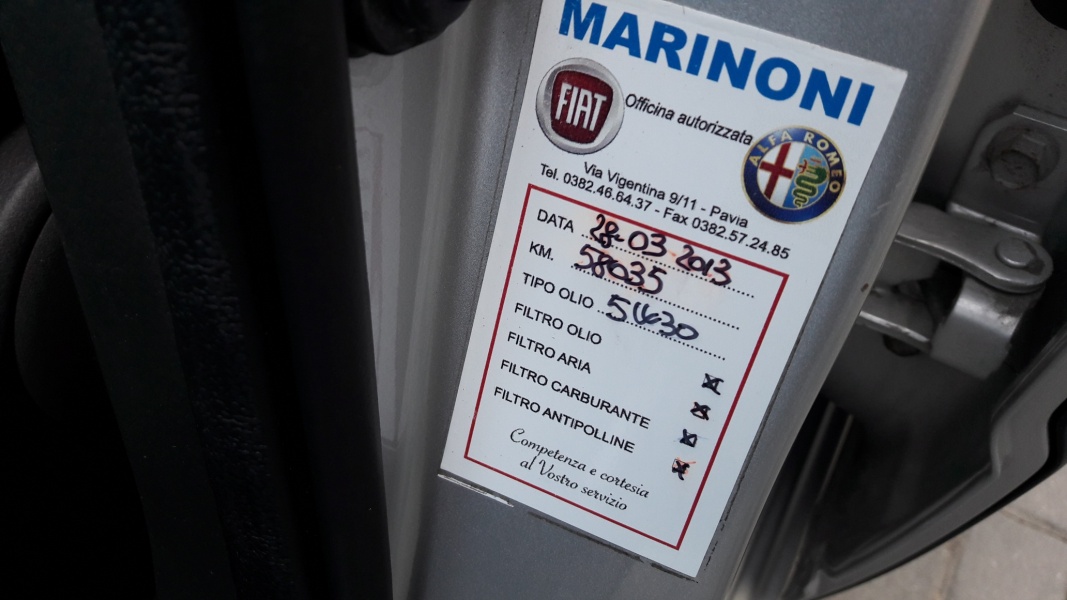 MARINONI
FIAT
Officina autorizzata
ALFA ROMEO
Via Vigentina 9/11 - Pavia
Tel. 0382.46.64.37 - Fax 0382.57.24.85
DATA 28-03-2013
KM. 58035
TIPO OLIO 5W30
FILTRO OLIO
FILTRO ARIA
FILTRO CARBURANTE
FILTRO ANTIPOLLINE
Competenza e cortesia
al Vostro servizio